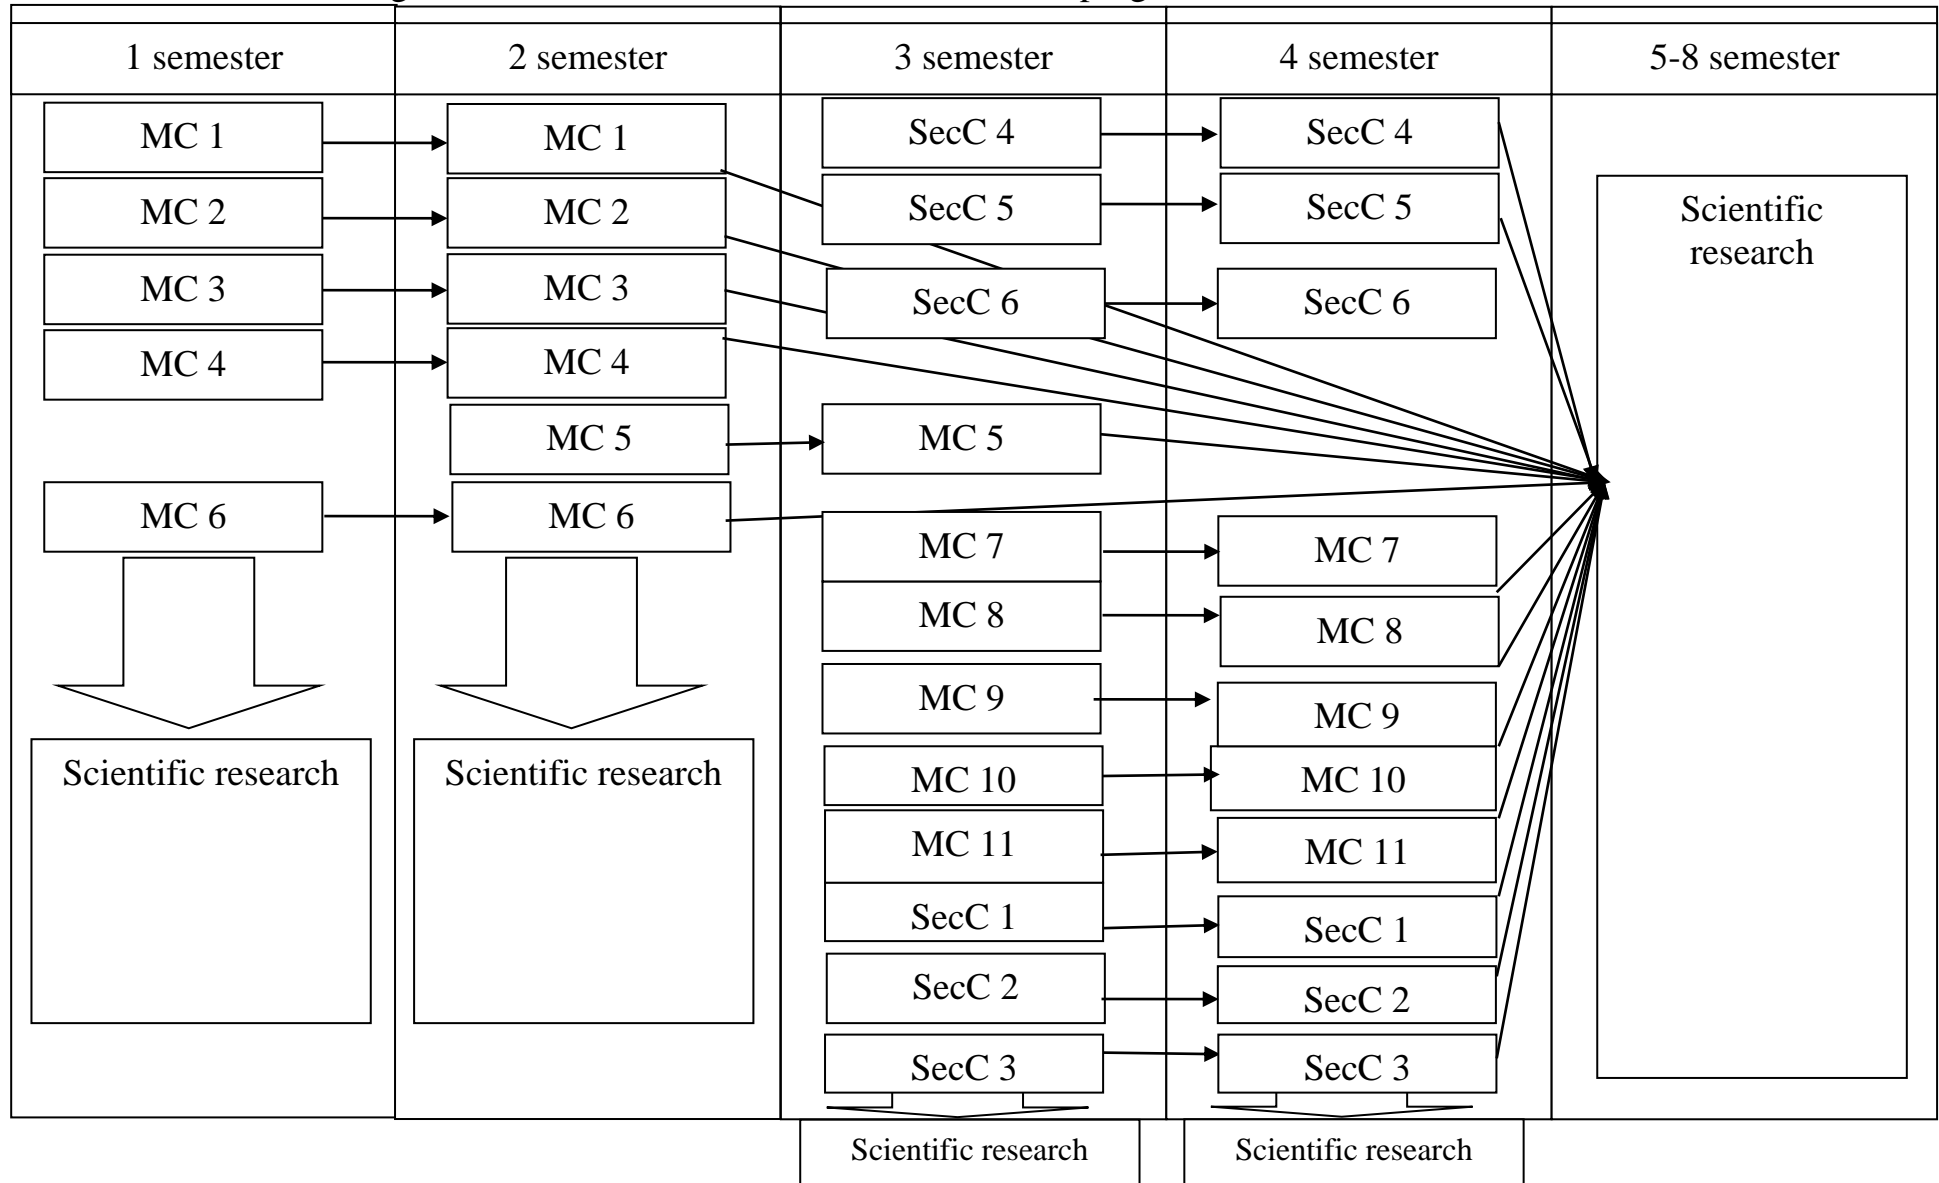 1 semester
2 semester
3 semester
4 semester
5-8 semester
MC 1
MC 2
MC 3
MC 4
MC 6
Scientific research
MC 1
MC 2
MC 3
MC 4
MC 5
MC 6
Scientific research
SecC 4
SecC 5
SecC 6
MC 5
MC 7
MC 8
MC 9
MC 10
MC 11
SecC 1
SecC 2
SecC 3
Scientific research
SecC 4
SecC 5
SecC 6
MC 7
MC 8
MC 9
MC 10
MC 11
SecC 1
SecC 2
SecC 3
Scientific research
Scientific
research